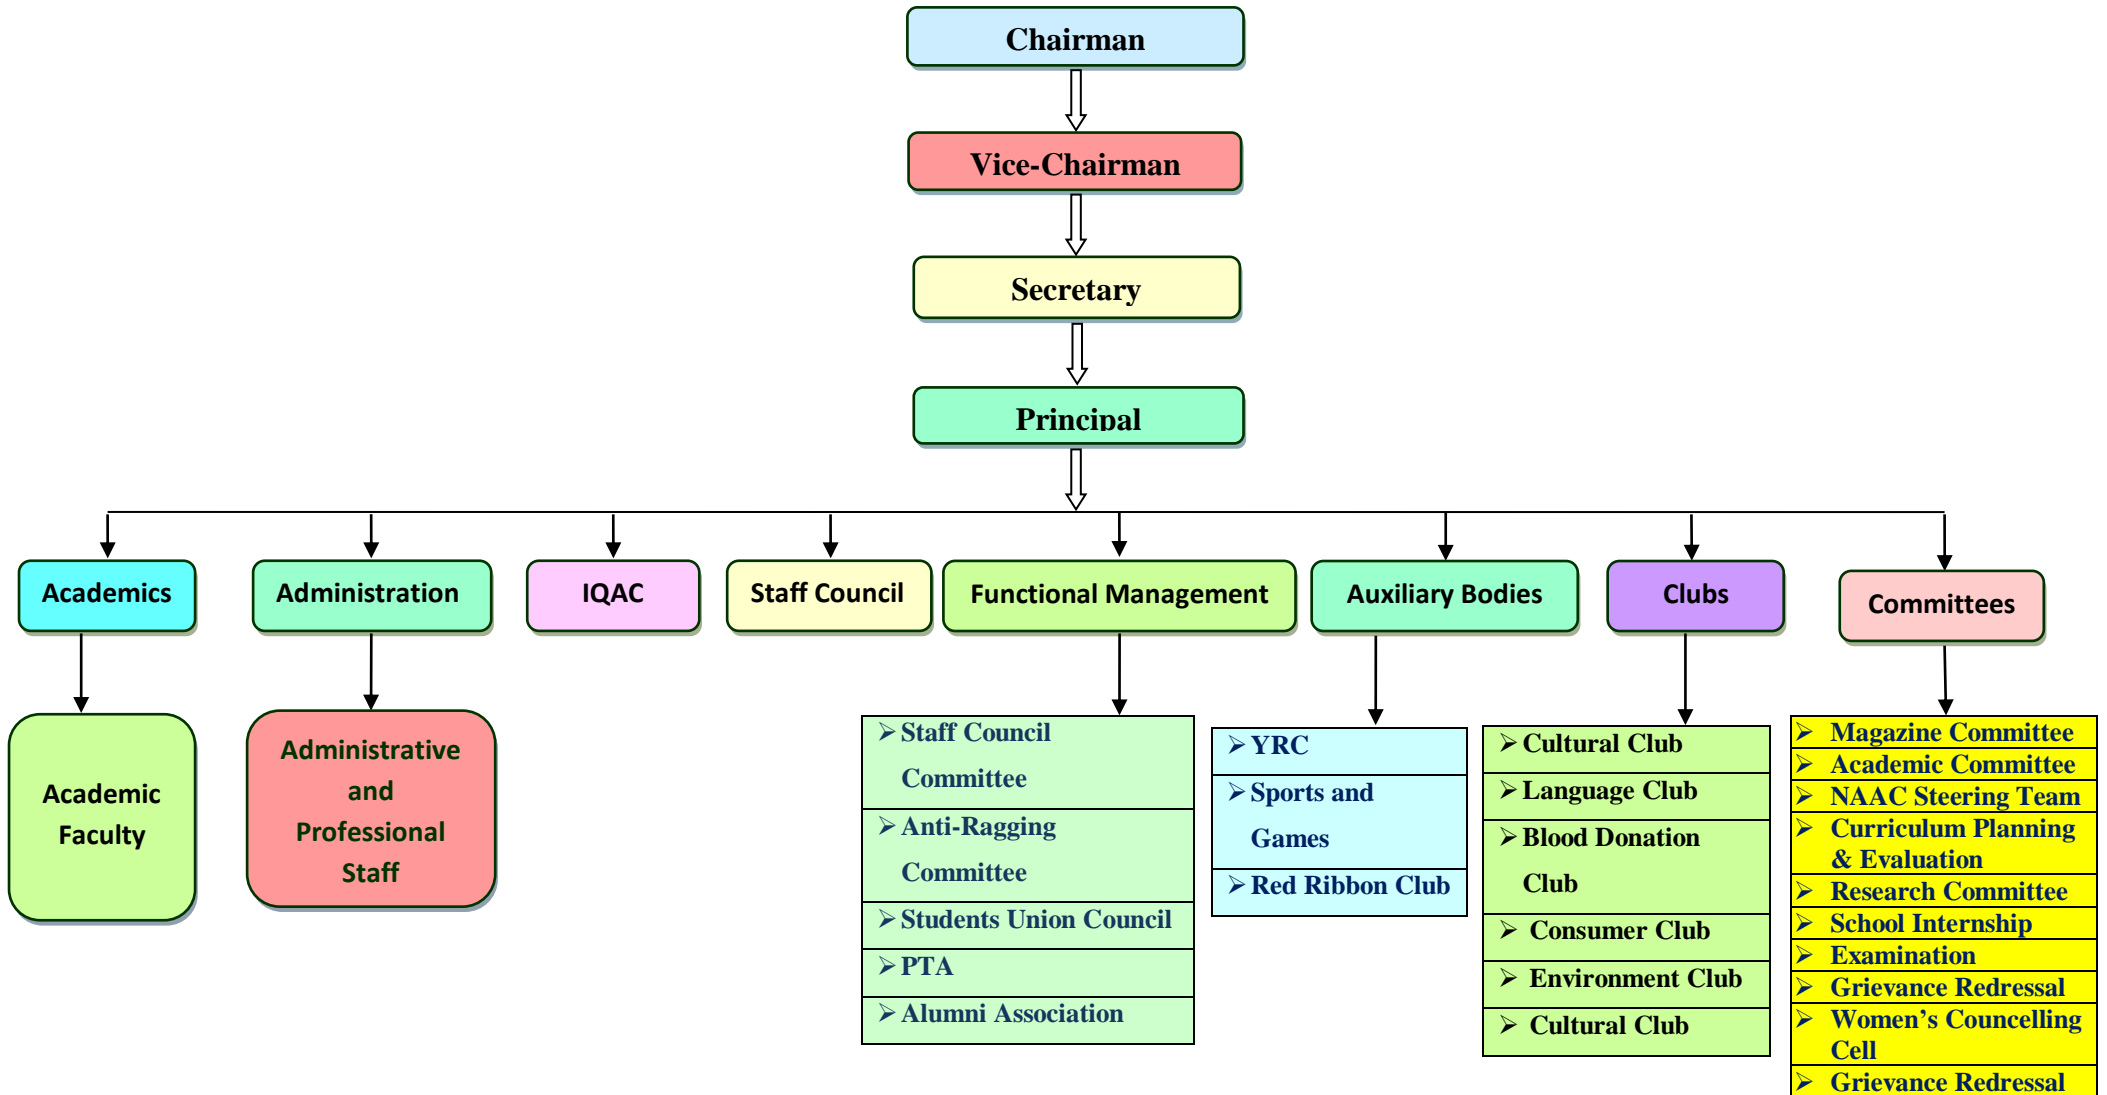 Chairman
Vice-Chairman
Secretary
Principal
Academics
Administration
IQAC
Staff Council
Functional Management
Auxiliary Bodies
Clubs
Committees
Academic
Faculty
Administrative
and
Professional
Staff
➢ Staff Council
Committee
➢ Anti-Ragging
Committee
➢ Students Union Council
➢ PTA
➢ Alumni Association
➢ YRC
➢ Sports and
Games
➢ Red Ribbon Club
➢ Cultural Club
➢ Language Club
➢ Blood Donation
Club
➢ Consumer Club
➢ Environment Club
➢ Cultural Club
➢ Magazine Committee
➢ Academic Committee
➢ NAAC Steering Team
➢ Curriculum Planning
& Evaluation
➢ Research Committee
➢ School Internship
➢ Examination
➢ Grievance Redressal
➢ Women’s Councelling
Cell
➢ Grievance Redressal